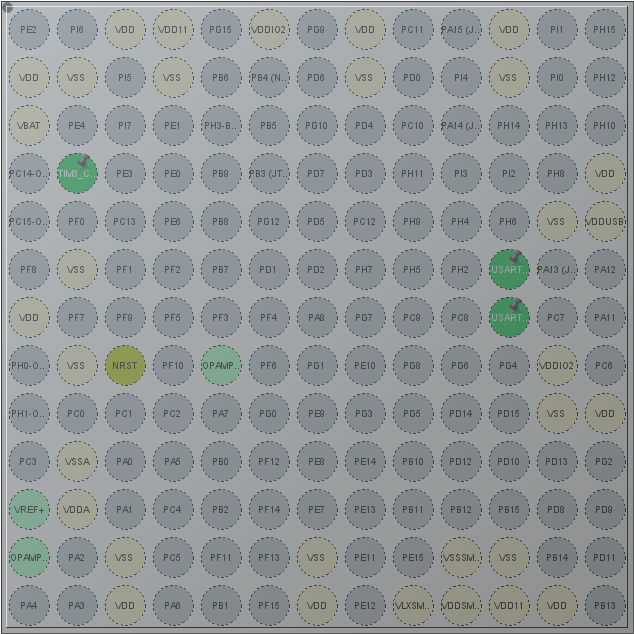 PE2 PI6 VDD VDD11 PG15 VDDIO2 PG9 VDD PC11 PA15 (J.. VDD PI1 PH15
VDD VSS PI5 VSS PB6 PB4 (N.. PD6 VSS PD0 PI4 VSS PI0 PH12
VBAT PE4 PI7 PE1 PH3-B.. PB5 PG10 PD4 PC10 PA14 (J.. PH14 PH13 PH10
PC14-O.. TIM3_C.. PE3 PE0 PB9 PB3 (JT.. PD7 PD3 PH11 PI3 PI2 PH8 VDD
PC15-O.. PF0 PC13 PE6 PB8 PG12 PD5 PC12 PH9 PH4 PH6 VSS VDDUSB
PF8 VSS PF1 PF2 PB7 PD1 PD2 PH7 PH5 PH2 USART.. PA13 (J.. PA12
VDD PF7 PF9 PF5 PF3 PF4 PA8 PG7 PC9 PC8 USART.. PC7 PA11
PH0-O.. VSS NRST PF10 OPAMP.. PF6 PG1 PE10 PG8 PG6 PG4 VDDIO2 PC6
PH1-O.. PC0 PC1 PC2 PA7 PG0 PE9 PG3 PG5 PD14 PD15 VSS VDD
PC3 VSSA PA0 PA5 PB0 PF12 PE8 PE14 PB10 PD12 PD10 PD13 PG2
VREF+ VDDA PA1 PC4 PB2 PF14 PE7 PE13 PB11 PB12 PB15 PD8 PD9
OPAMP.. PA2 VSS PC5 PF11 PF13 VSS PE11 PE15 VSSSM.. VSS PB14 PD11
PA4 PA3 VDD PA6 PB1 PF15 VDD PE12 VLXSM.. VDDSM.. VDD11 VDD PB13